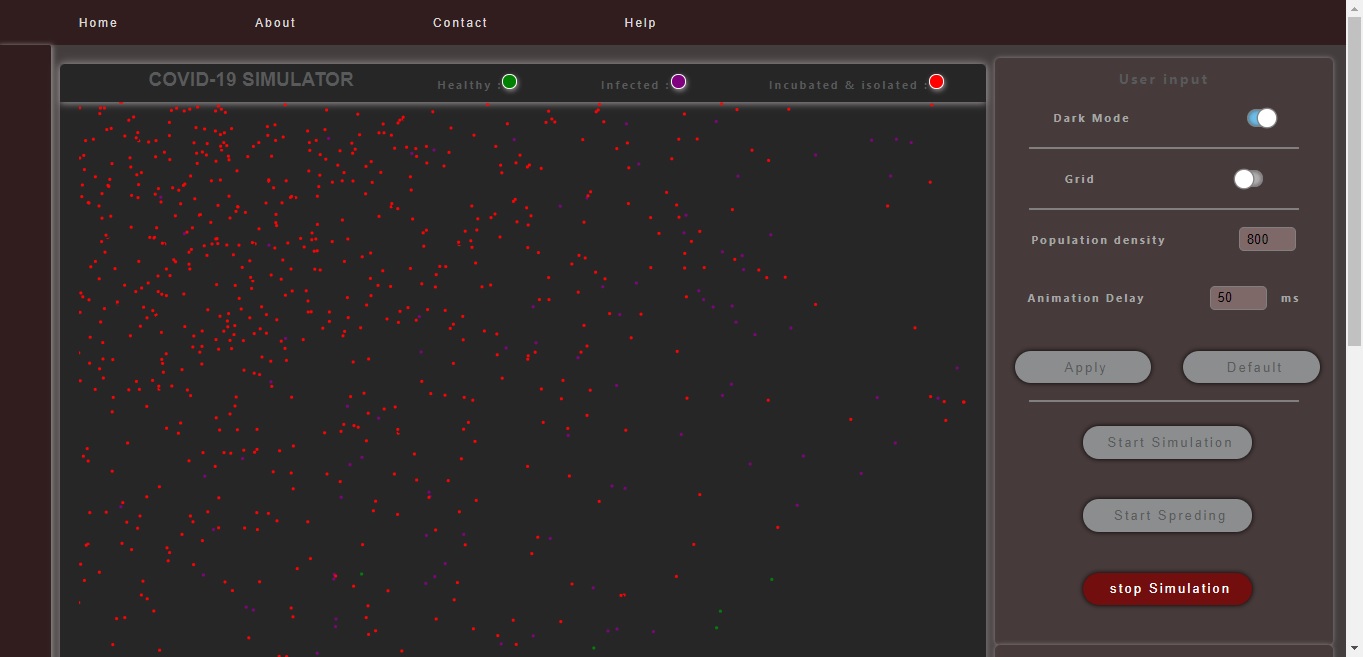 Home About Contact Help
COVID-19 SIMULATOR Healthy : Infected : Incubated & isolated :
User input
Dark Mode
Grid
Population density 800
Animation Delay 50 ms
Apply Default
Start Simulation
Start Spreding
stop Simulation